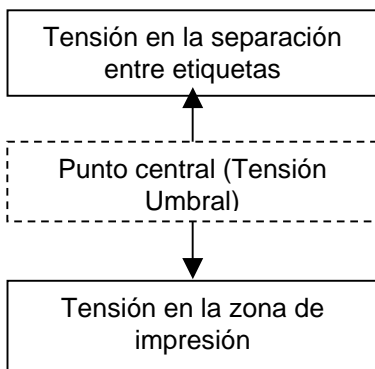 Tensión en la separación
entre etiquetas
Punto central (Tensión
Umbral)
Tensión en la zona de
impresión